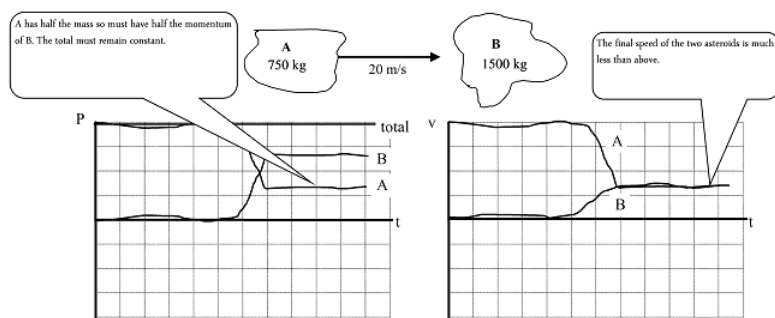 A has half the mass so must have half the momentum
of B. The total must remain constant.
A
750 kg
20 m/s
B
1500 kg
The final speed of the two asteroids is much
less than above.
P
total
B
A
t
v
A
B
t